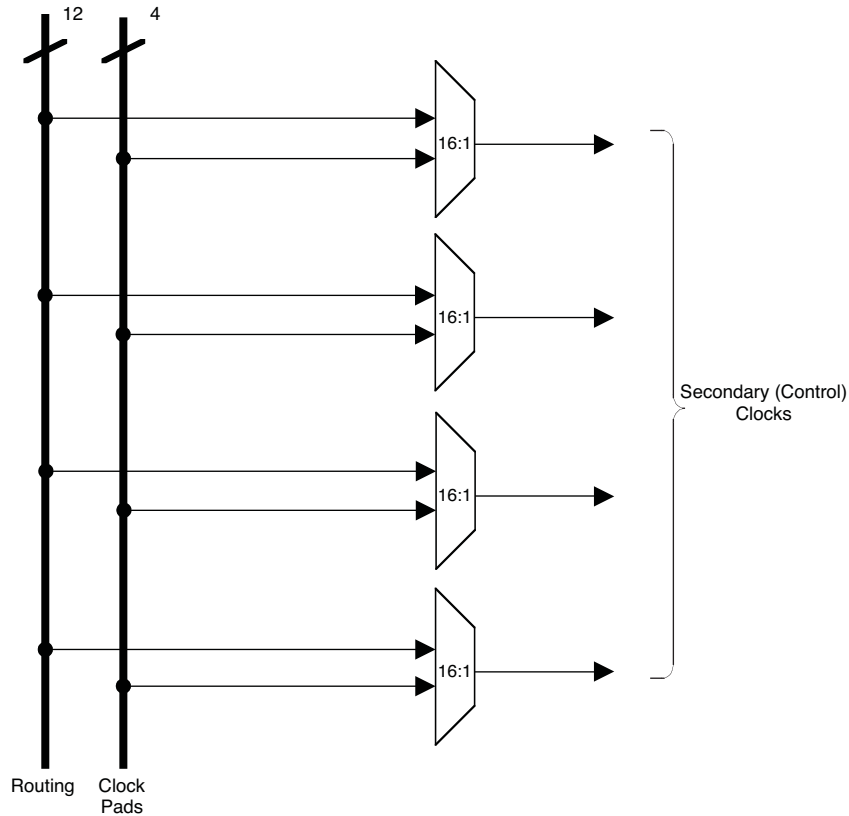 12
4
16:1
16:1
Secondary (Control)
Clocks
16:1
16:1
Routing
Clock
Pads